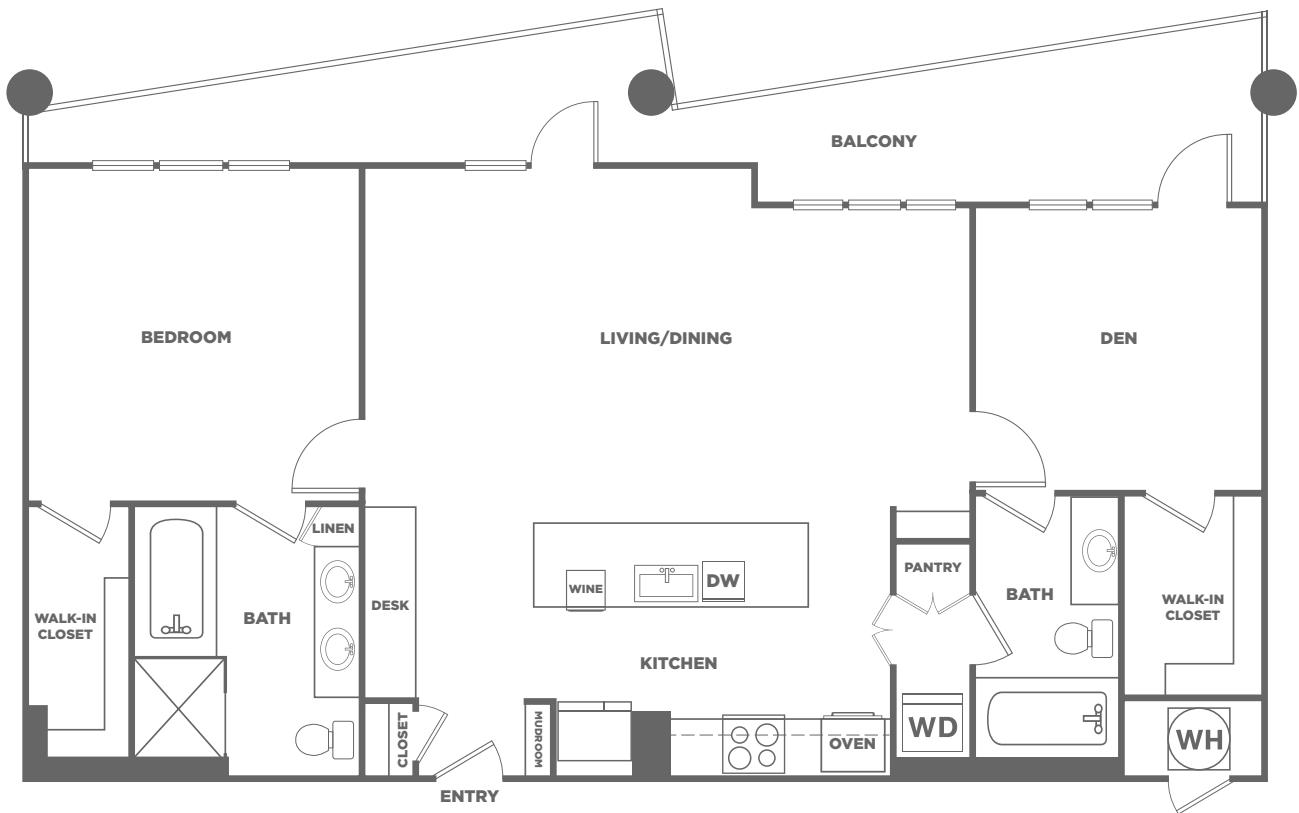 BALCONY
BEDROOM
LIVING/DINING
DEN
LINEN
WINE
DW
PANTRY
DESK
BATH
BATH
WALK-IN
CLOSET
WALK-IN
CLOSET
KITCHEN
CLOSET
MUDROOM
OVEN
WD
WH
ENTRY